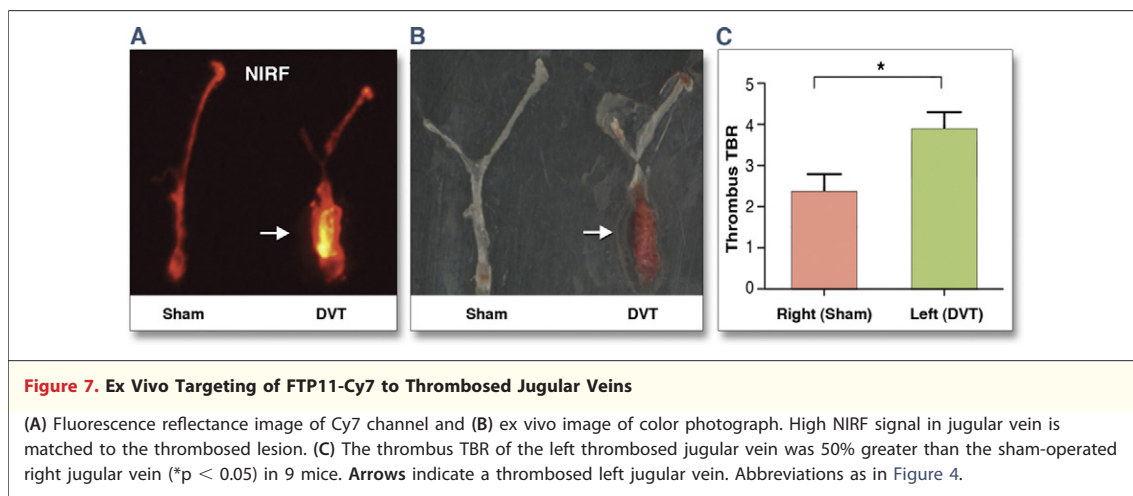 A
B
C
NIRF
Sham
DVT
Sham
DVT
*
Thrombus TBR
5
4
3
2
1
0
Right (Sham)
Left (DVT)
Figure 7. Ex Vivo Targeting of FTP11-Cy7 to Thrombosed Jugular Veins
(A) Fluorescence reflectance image of Cy7 channel and (B) ex vivo image of color photograph. High NIRF signal in jugular vein is
matched to the thrombosed lesion. (C) The thrombus TBR of the left thrombosed jugular vein was 50% greater than the sham-operated
right jugular vein (*p < 0.05) in 9 mice. Arrows indicate a thrombosed left jugular vein. Abbreviations as in Figure 4.